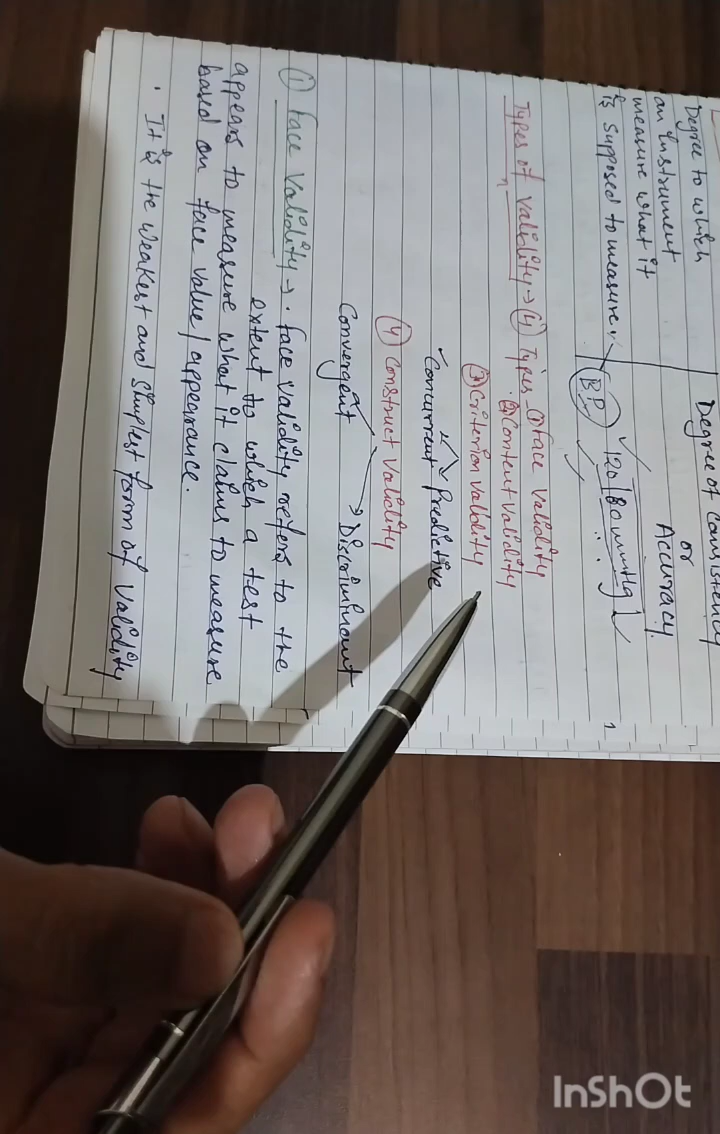 Degree to which
an instrument
measure what it
is supposed to measure.
Degree of consistency
or
Accuracy.
BP 120/80 mmHg
Types of validity → (4) Types ① Face validity
② Content validity
③ Criterion validity
Concurrent Predictive
④ Construct validity
Convergent Discriminant
① Face validity → • Face validity refers to the
extent to which a test
appears to measure what it claims to measure
based on face value/appearance.
• It is the weakest and simplest form of validity
InShOt